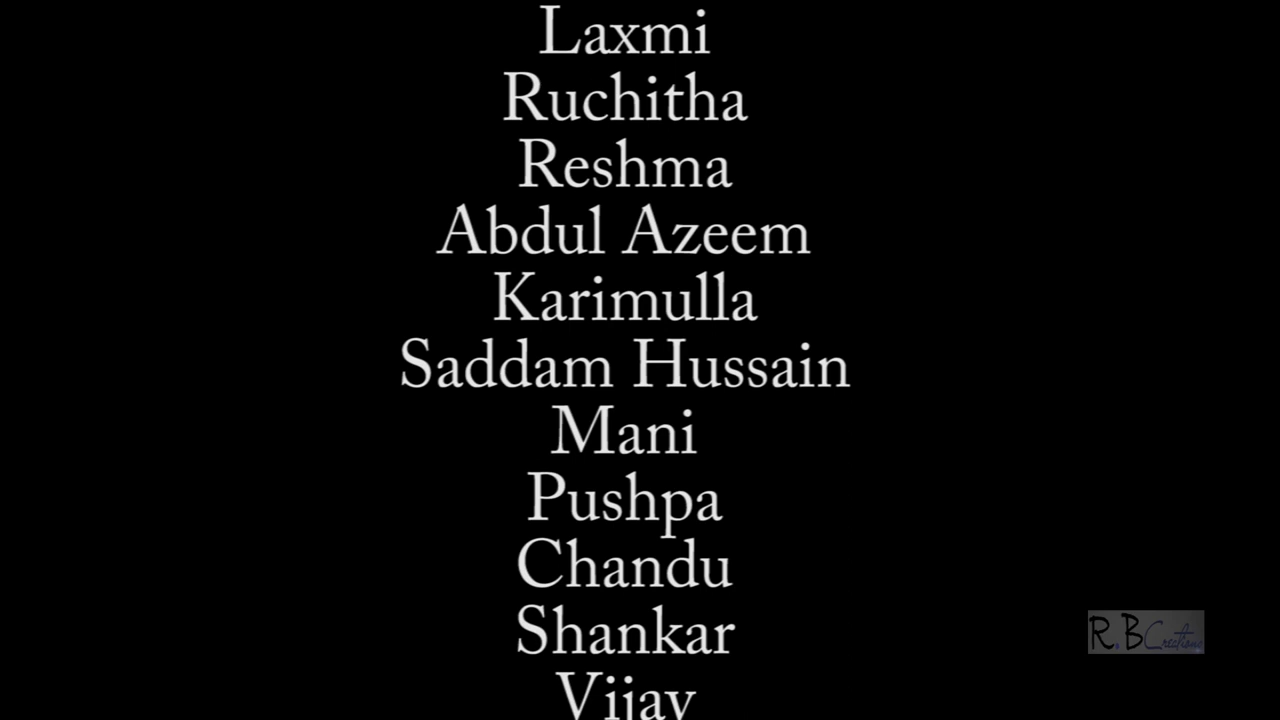 Laxmi
Ruchitha
Reshma
Abdul Azeem
Karimulla
Saddam Hussain
Mani
Pushpa
Chandu
Shankar
Vijay
R.B Creations